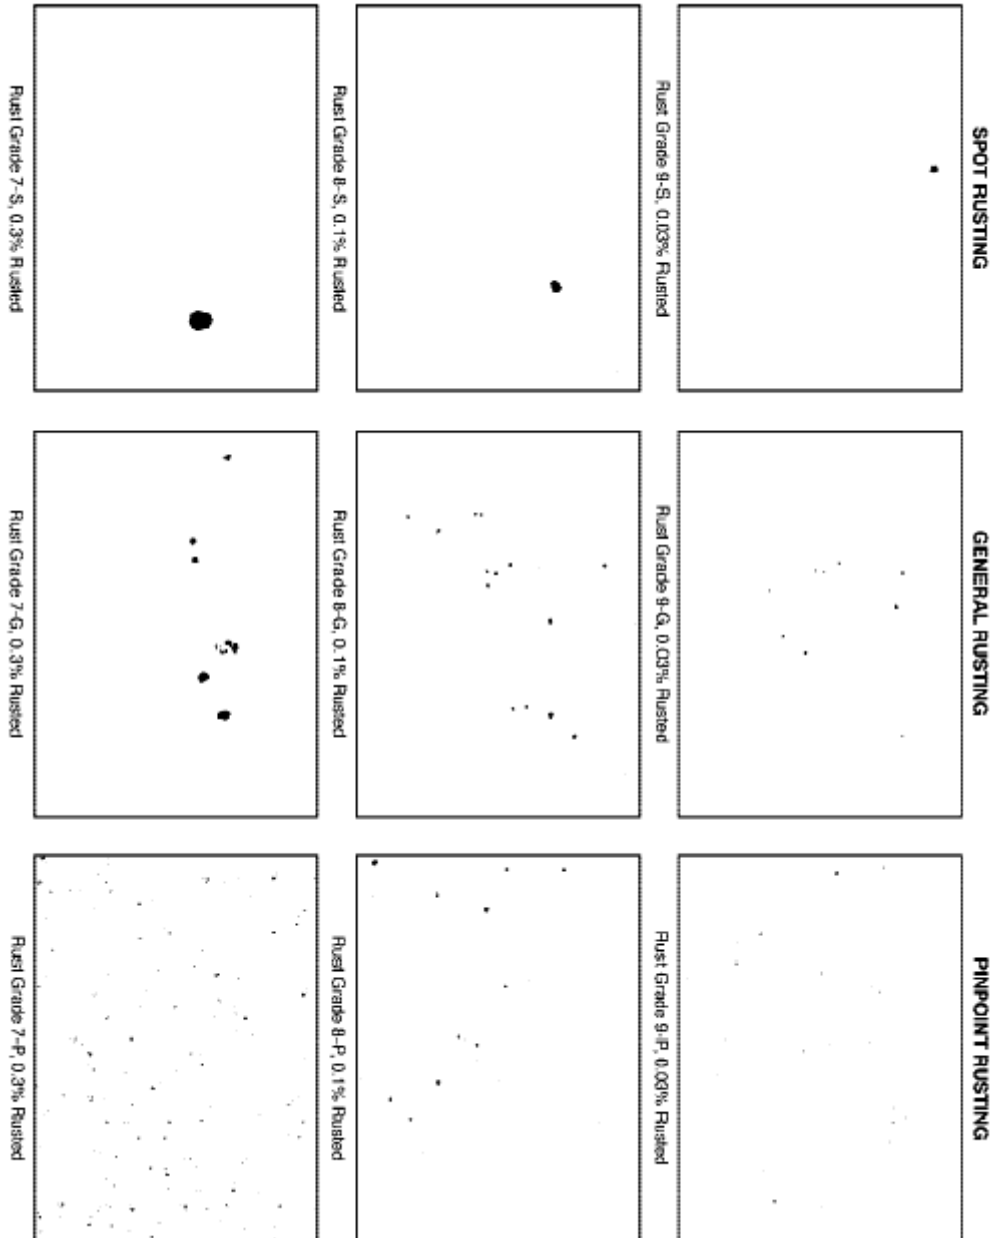 SPOT RUSTING
GENERAL RUSTING
PINPOINT RUSTING
Rust Grade 9-S, 0.03% Rusted
Rust Grade 9-G, 0.03% Rusted
Rust Grade 9-P, 0.03% Rusted
Rust Grade 8-S, 0.1% Rusted
Rust Grade 8-G, 0.1% Rusted
Rust Grade 8-P, 0.1% Rusted
Rust Grade 7-S, 0.3% Rusted
Rust Grade 7-G, 0.3% Rusted
Rust Grade 7-P, 0.3% Rusted